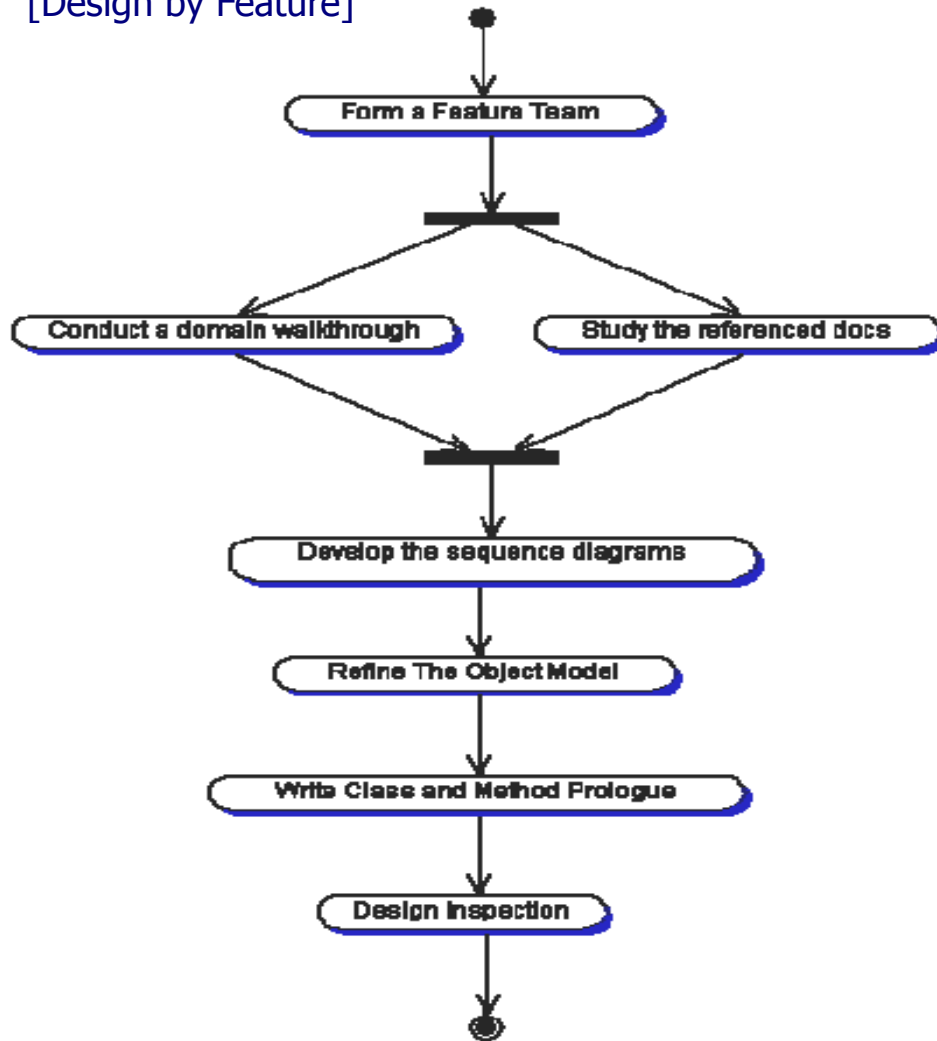 [Design by Feature]
Form a Feature Team
Conduct a domain walkthrough
Study the referenced docs
Develop the sequence diagrams
Refine The Object Model
Write Class and Method Prologue
Design Inspection